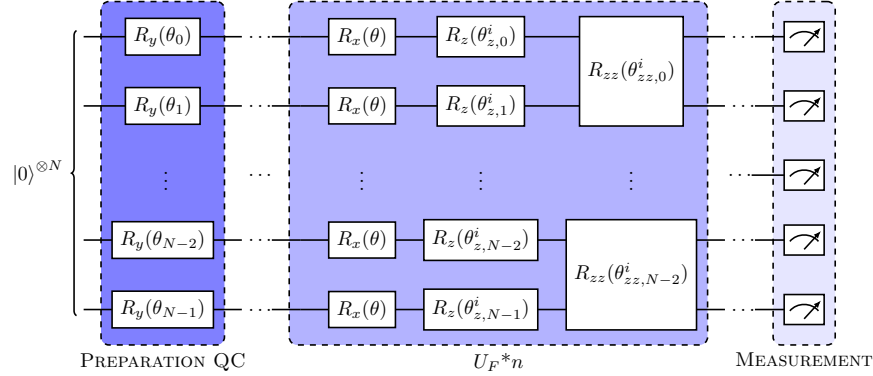 R_y(θ_0) ··· R_x(θ) R_z(θ^i_{z,0}) ···
R_{zz}(θ^i_{zz,0})
R_y(θ_1) ··· R_x(θ) R_z(θ^i_{z,1}) ···
|0⟩^{⊗N} ⋮ ··· ⋮ ⋮ ⋮ ···
R_y(θ_{N−2}) ··· R_x(θ) R_z(θ^i_{z,N−2}) ···
R_{zz}(θ^i_{zz,N−2})
R_y(θ_{N−1}) ··· R_x(θ) R_z(θ^i_{z,N−1}) ···
PREPARATION QC U_F*n MEASUREMENT